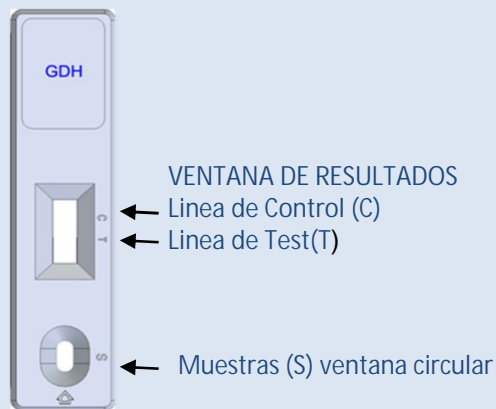 GDH
VENTANA DE RESULTADOS
C
Linea de Control (C)
T
Linea de Test(T)
S
Muestras (S) ventana circular